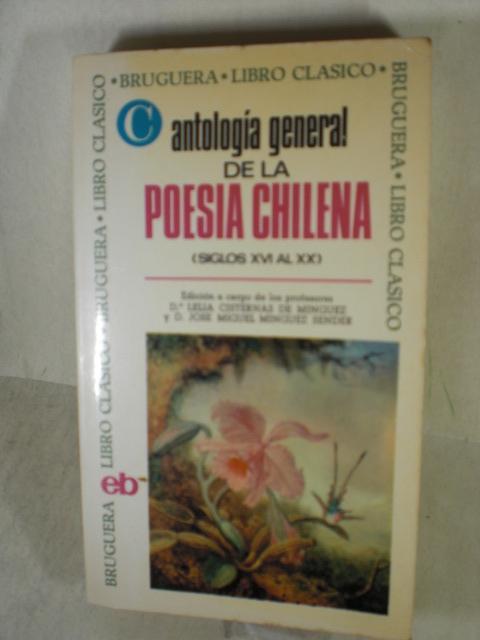 • BRUGUERA • LIBRO CLASICO •
BRUGUERA • LIBRO CLASICO
BRUGUERA • LIBRO CLASICO • BRUGUERA • LIBRO CLASICO
C
antología general
DE LA
POESIA CHILENA
(SIGLOS XVI AL XX)
Edición a cargo de los profesores
D.ª LELIA CISTERNAS DE MINGUEZ
y D. JOSE MIGUEL MINGUEZ SENDER
eb